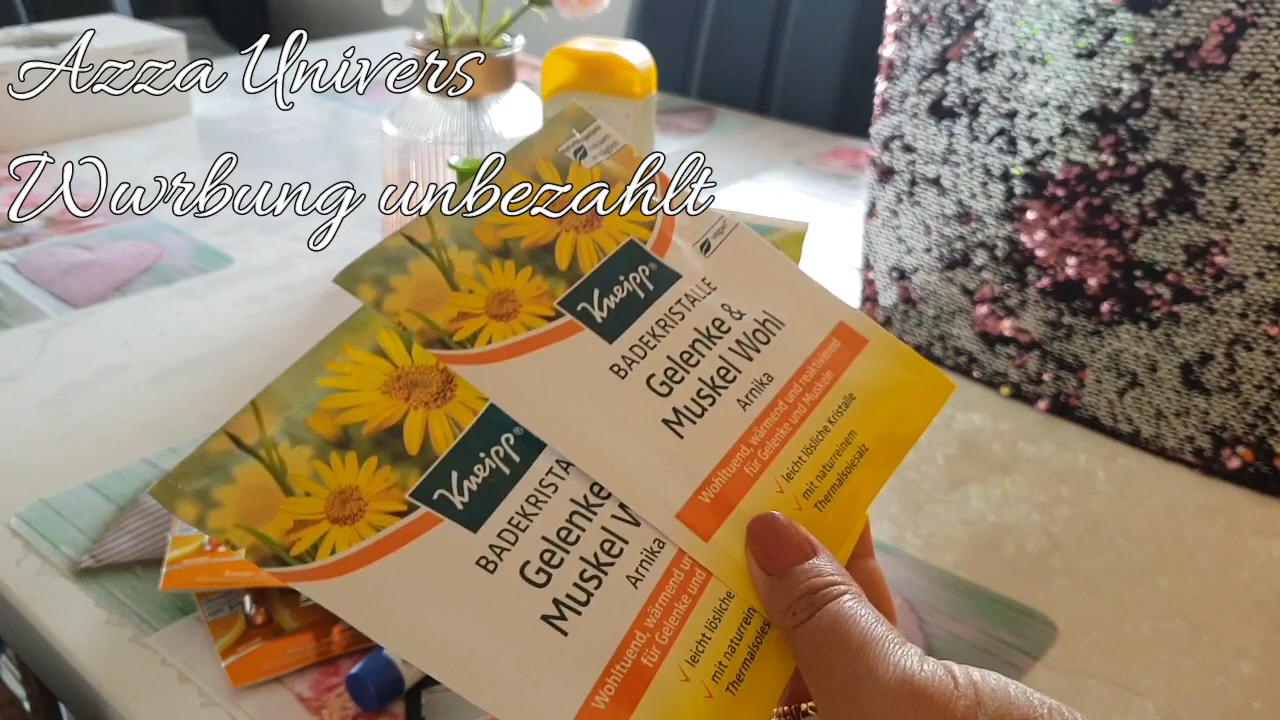 Azza Univers
Wwrbung unbezahlt
Kneipp®
BADEKRISTALLE
Gelenke &
Muskel Wohl
Arnika
Wohltuend, wärmend und reaktivierend
für Gelenke und Muskeln
✓ leicht lösliche Kristalle
✓ mit naturreinem
Thermalsolesalz
Kneipp®
BADEKRISTA
Gelenke
Muskel W
Arnika
Wohltuend, wärmend un
für Gelenke und
✓ leicht lösliche
✓ mit naturrein
Thermalsoles